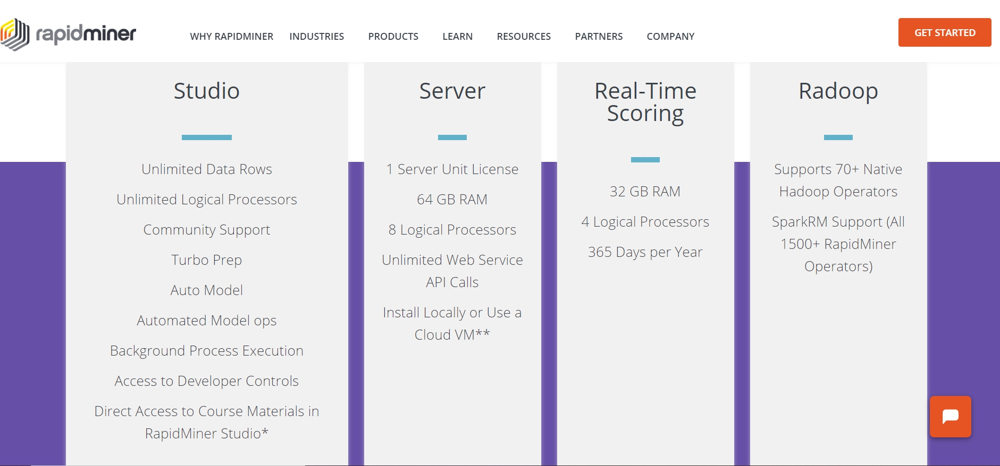 rapidminer
WHY RAPIDMINER
INDUSTRIES
PRODUCTS
LEARN
RESOURCES
PARTNERS
COMPANY
GET STARTED
Studio
Unlimited Data Rows
Unlimited Logical Processors
Community Support
Turbo Prep
Auto Model
Automated Model ops
Background Process Execution
Access to Developer Controls
Direct Access to Course Materials in
RapidMiner Studio*
Server
1 Server Unit License
64 GB RAM
8 Logical Processors
Unlimited Web Service
API Calls
Install Locally or Use a
Cloud VM**
Real-Time
Scoring
32 GB RAM
4 Logical Processors
365 Days per Year
Radoop
Supports 70+ Native
Hadoop Operators
SparkRM Support (All
1500+ RapidMiner
Operators)